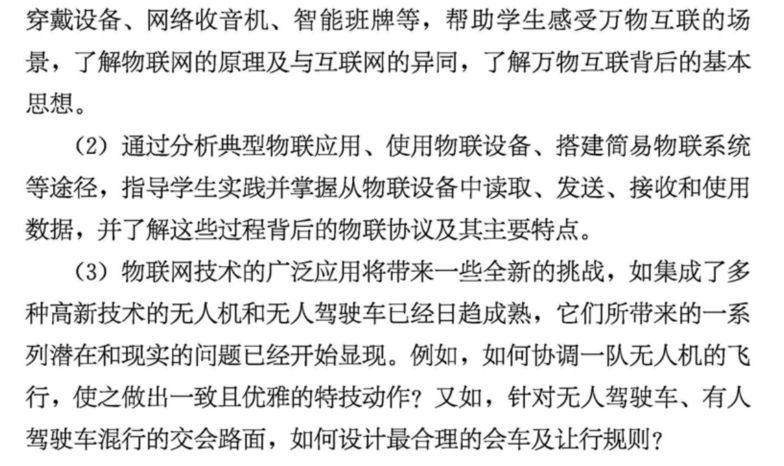 穿戴设备、网络收音机、智能班牌等，帮助学生感受万物互联的场
景，了解物联网的原理及与互联网的异同，了解万物互联背后的基本
思想。
（2）通过分析典型物联应用、使用物联设备、搭建简易物联系统
等途径，指导学生实践并掌握从物联设备中读取、发送、接收和使用
数据，并了解这些过程背后的物联协议及其主要特点。
（3）物联网技术的广泛应用将带来一些全新的挑战，如集成了多
种高新技术的无人机和无人驾驶车已经日趋成熟，它们所带来的一系
列潜在和现实的问题已经开始显现。例如，如何协调一队无人机的飞
行，使之做出一致且优雅的特技动作？又如，针对无人驾驶车、有人
驾驶车混行的交会路面，如何设计最合理的会车及让行规则？